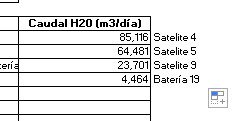 Caudal H20 (m3/día)
85,116 Satelite 4
64,481 Satelite 5
ería 23,701 Satelite 9
4,464 Batería 19